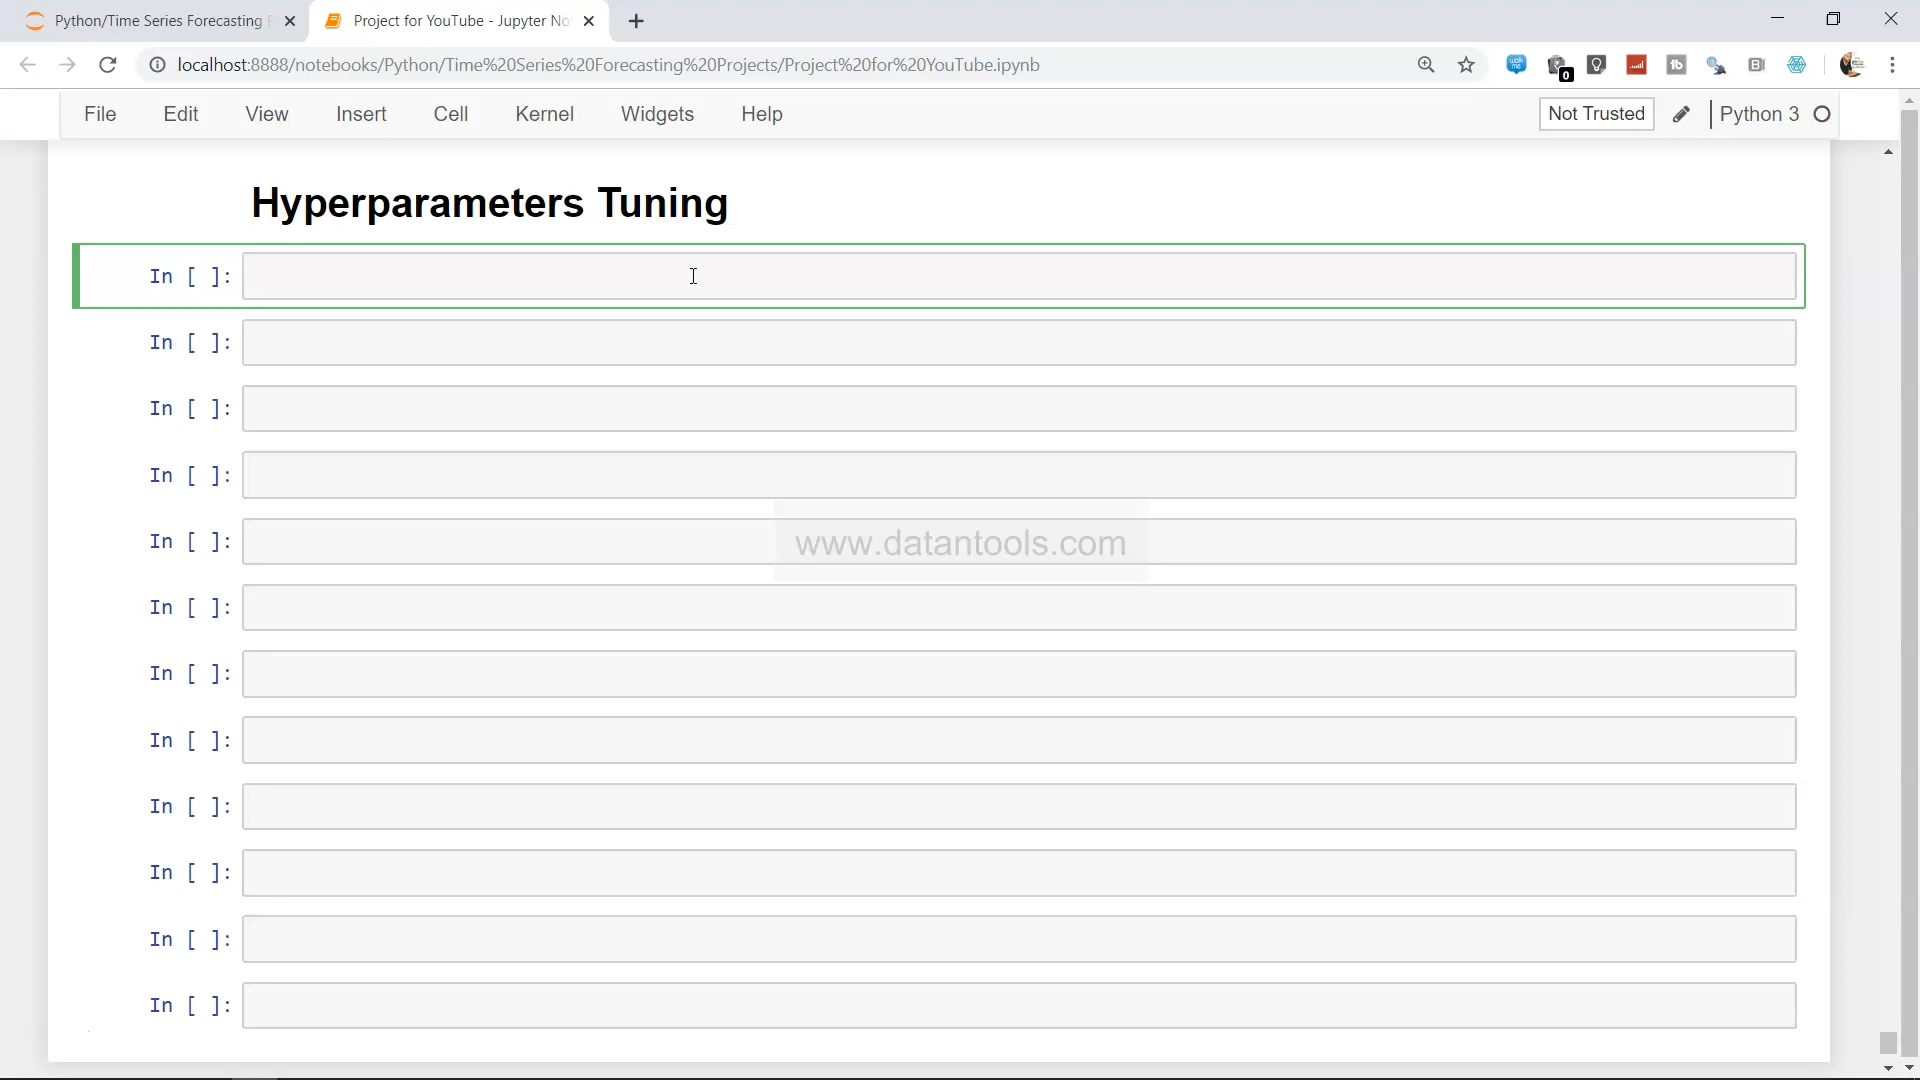 Python/Time Series Forecasting
Project for YouTube - Jupyter No
localhost:8888/notebooks/Python/Time%20Series%20Forecasting%20Projects/Project%20for%20YouTube.ipynb
0
tb
File Edit View Insert Cell Kernel Widgets Help
Not Trusted
Python 3
Hyperparameters Tuning
In [ ]:
In [ ]:
In [ ]:
In [ ]:
In [ ]:
www.datantools.com
In [ ]:
In [ ]:
In [ ]:
In [ ]:
In [ ]:
In [ ]:
In [ ]: